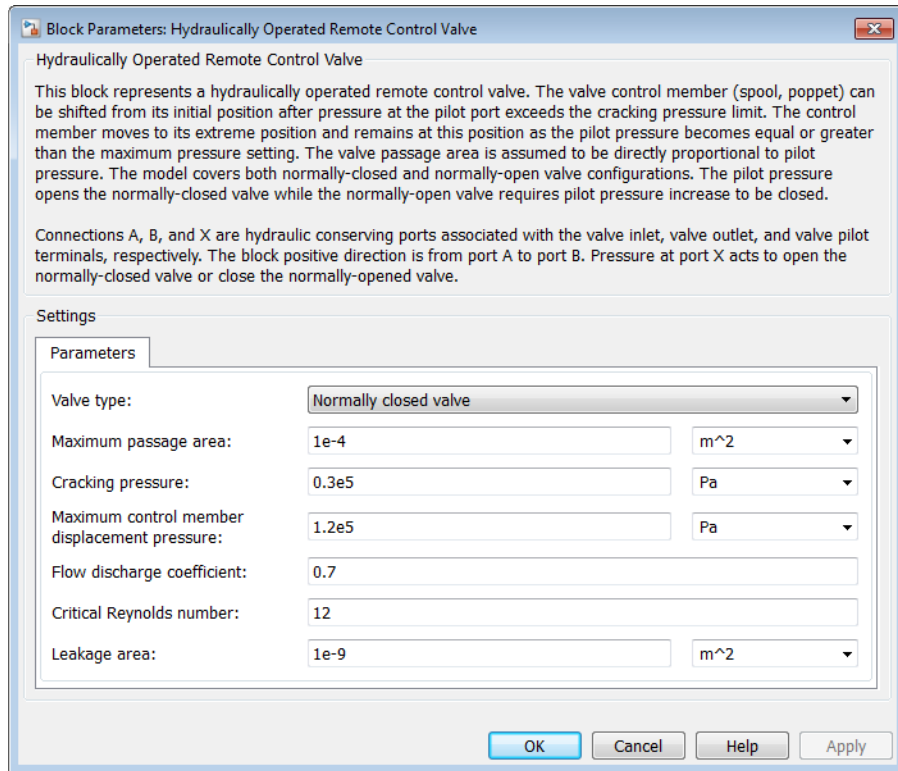 Block Parameters: Hydraulically Operated Remote Control Valve
Hydraulically Operated Remote Control Valve
This block represents a hydraulically operated remote control valve. The valve control member (spool, poppet) can
be shifted from its initial position after pressure at the pilot port exceeds the cracking pressure limit. The control
member moves to its extreme position and remains at this position as the pilot pressure becomes equal or greater
than the maximum pressure setting. The valve passage area is assumed to be directly proportional to pilot
pressure. The model covers both normally-closed and normally-open valve configurations. The pilot pressure
opens the normally-closed valve while the normally-open valve requires pilot pressure increase to be closed.
Connections A, B, and X are hydraulic conserving ports associated with the valve inlet, valve outlet, and valve pilot
terminals, respectively. The block positive direction is from port A to port B. Pressure at port X acts to open the
normally-closed valve or close the normally-opened valve.
Settings
Parameters
Valve type: Normally closed valve
Maximum passage area: 1e-4 m^2
Cracking pressure: 0.3e5 Pa
Maximum control member
displacement pressure: 1.2e5 Pa
Flow discharge coefficient: 0.7
Critical Reynolds number: 12
Leakage area: 1e-9 m^2
OK Cancel Help Apply